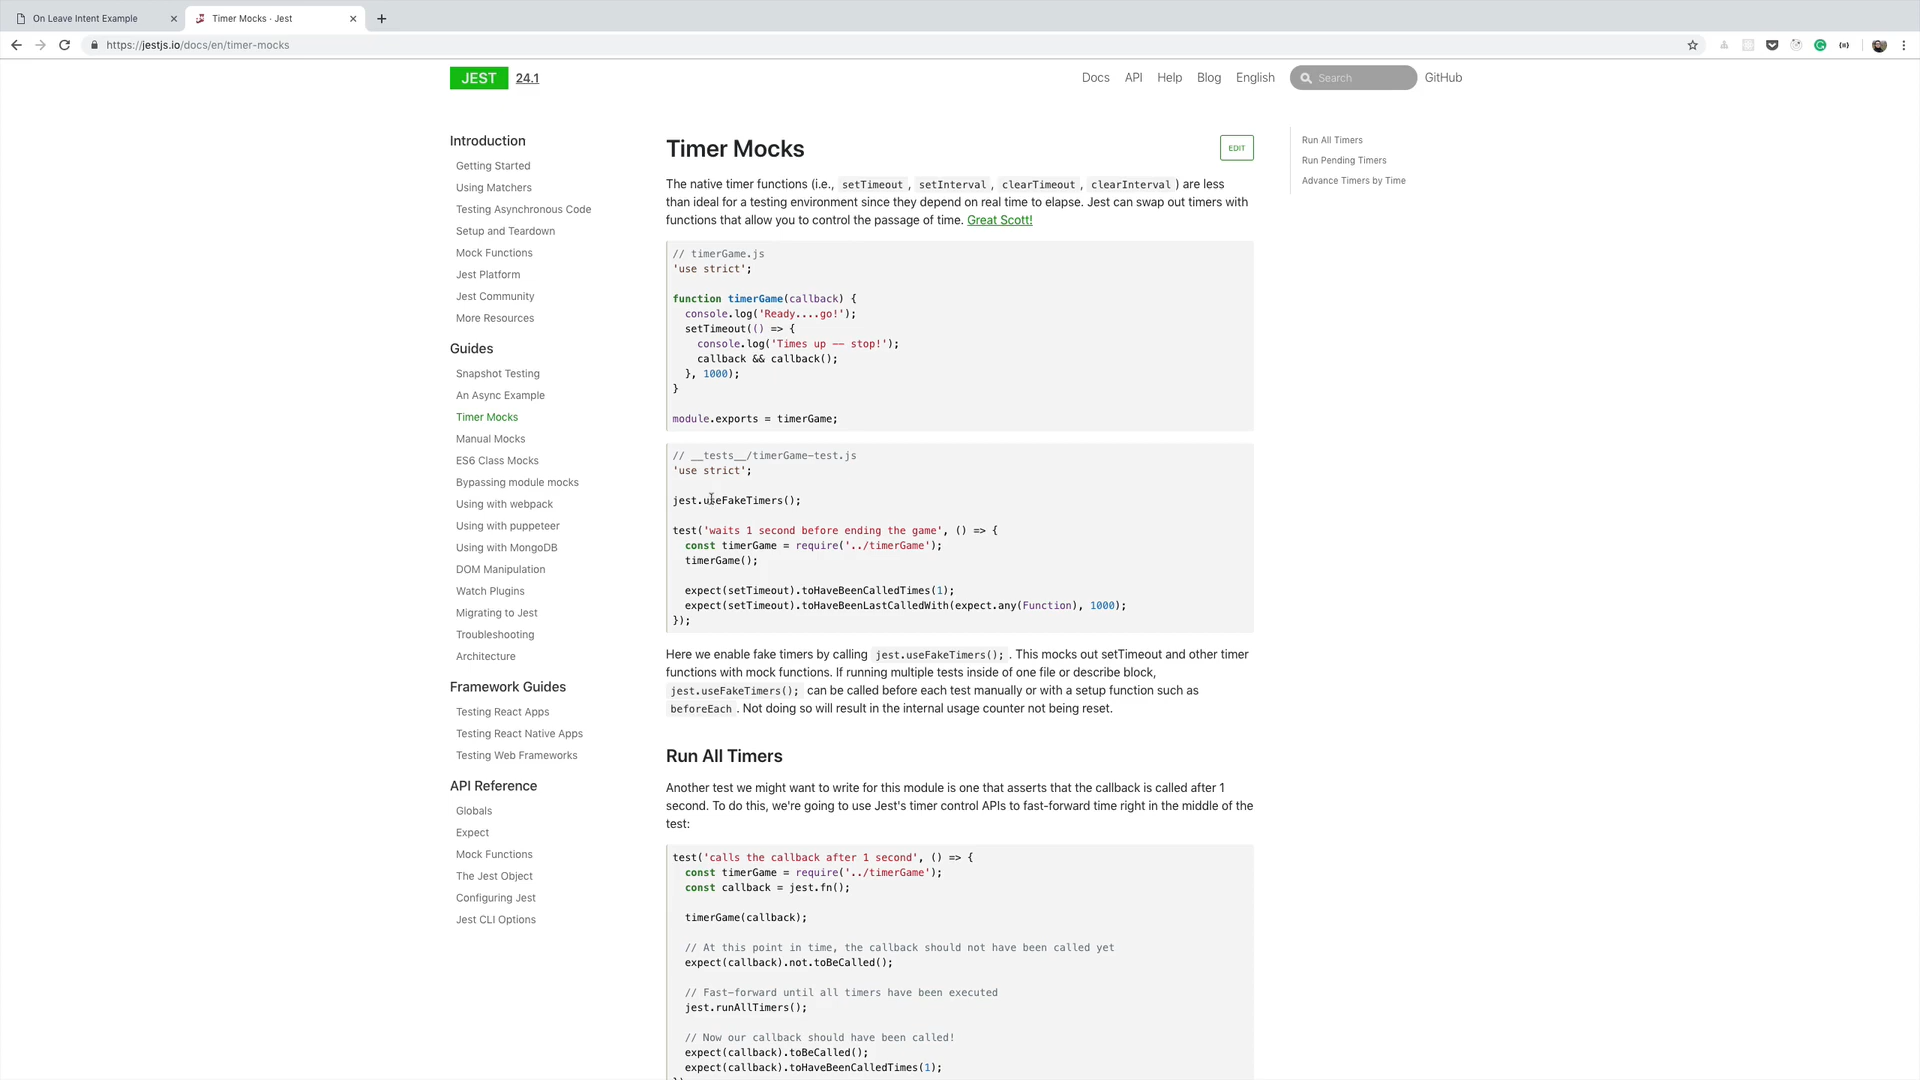 On Leave Intent Example
Timer Mocks · Jest
https://jestjs.io/docs/en/timer-mocks
JEST 24.1
Docs API Help Blog English Search GitHub
Introduction
Getting Started
Using Matchers
Testing Asynchronous Code
Setup and Teardown
Mock Functions
Jest Platform
Jest Community
More Resources
Guides
Snapshot Testing
An Async Example
Timer Mocks
Manual Mocks
ES6 Class Mocks
Bypassing module mocks
Using with webpack
Using with puppeteer
Using with MongoDB
DOM Manipulation
Watch Plugins
Migrating to Jest
Troubleshooting
Architecture
Framework Guides
Testing React Apps
Testing React Native Apps
Testing Web Frameworks
API Reference
Globals
Expect
Mock Functions
The Jest Object
Configuring Jest
Jest CLI Options
Timer Mocks
EDIT
The native timer functions (i.e., setTimeout , setInterval , clearTimeout , clearInterval ) are less
than ideal for a testing environment since they depend on real time to elapse. Jest can swap out timers with
functions that allow you to control the passage of time. Great Scott!
// timerGame.js
'use strict';
function timerGame(callback) {
console.log('Ready....go!');
setTimeout(() => {
console.log('Times up -- stop!');
callback && callback();
}, 1000);
}
module.exports = timerGame;
// __tests__/timerGame-test.js
'use strict';
jest.useFakeTimers();
test('waits 1 second before ending the game', () => {
const timerGame = require('../timerGame');
timerGame();
expect(setTimeout).toHaveBeenCalledTimes(1);
expect(setTimeout).toHaveBeenLastCalledWith(expect.any(Function), 1000);
});
Here we enable fake timers by calling jest.useFakeTimers(); . This mocks out setTimeout and other timer
functions with mock functions. If running multiple tests inside of one file or describe block,
jest.useFakeTimers(); can be called before each test manually or with a setup function such as
beforeEach . Not doing so will result in the internal usage counter not being reset.
Run All Timers
Another test we might want to write for this module is one that asserts that the callback is called after 1
second. To do this, we're going to use Jest's timer control APIs to fast-forward time right in the middle of the
test:
test('calls the callback after 1 second', () => {
const timerGame = require('../timerGame');
const callback = jest.fn();
timerGame(callback);
// At this point in time, the callback should not have been called yet
expect(callback).not.toBeCalled();
// Fast-forward until all timers have been executed
jest.runAllTimers();
// Now our callback should have been called!
expect(callback).toBeCalled();
expect(callback).toHaveBeenCalledTimes(1);
Run All Timers
Run Pending Timers
Advance Timers by Time